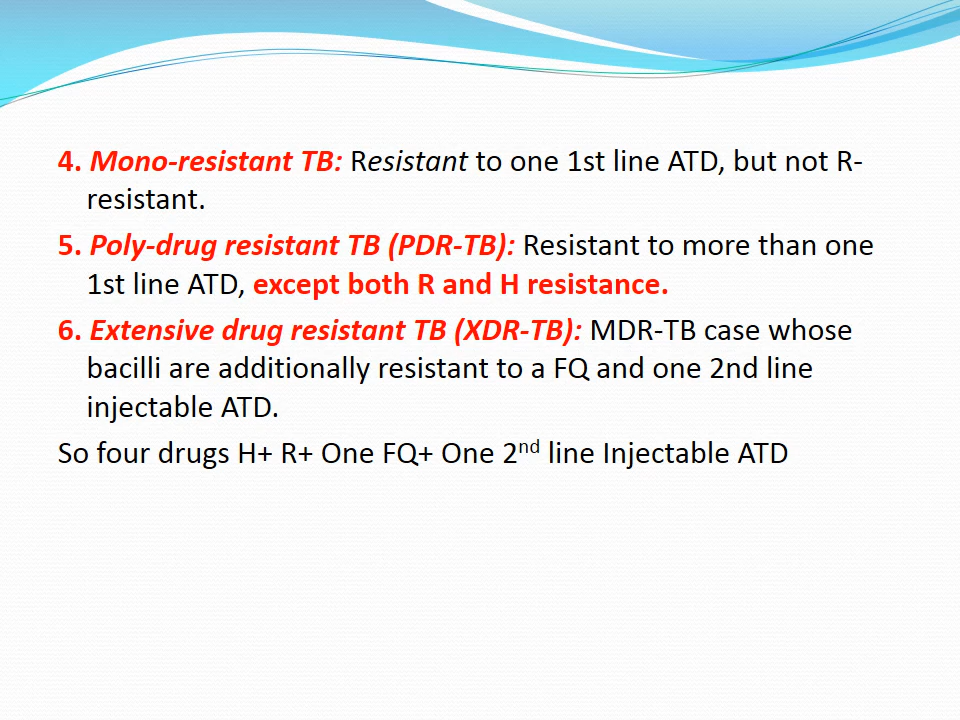 4. Mono-resistant TB: Resistant to one 1st line ATD, but not R-
resistant.
5. Poly-drug resistant TB (PDR-TB): Resistant to more than one
1st line ATD, except both R and H resistance.
6. Extensive drug resistant TB (XDR-TB): MDR-TB case whose
bacilli are additionally resistant to a FQ and one 2nd line
injectable ATD.
So four drugs H+ R+ One FQ+ One 2nd line Injectable ATD